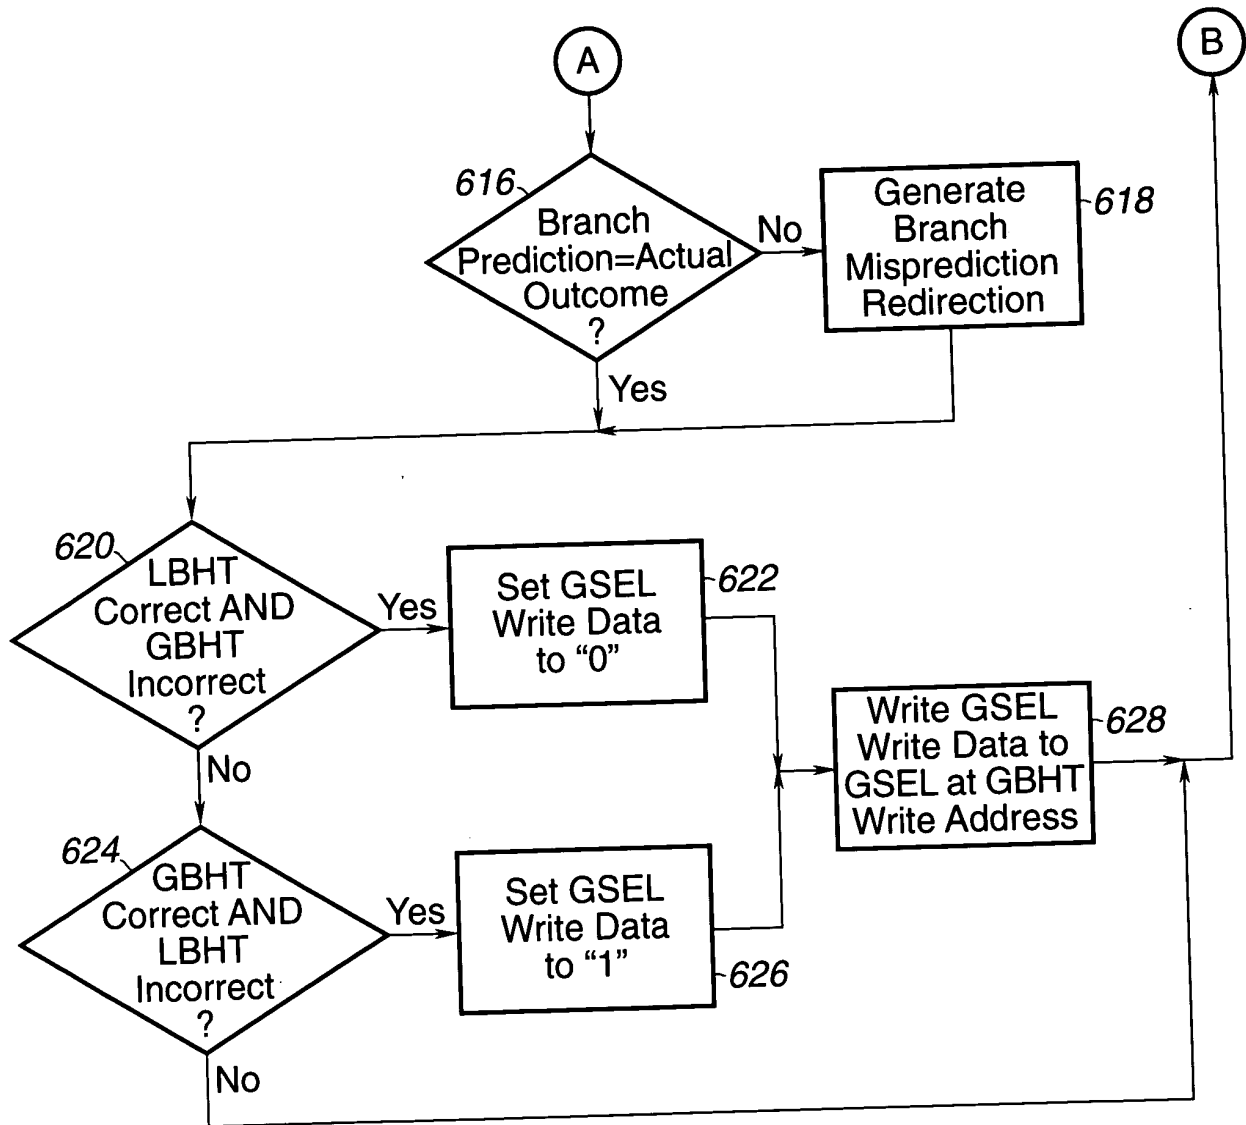 A
B
616
Branch
Prediction=Actual
Outcome
?
No
Yes
Generate
Branch
Misprediction
Redirection
618
620
LBHT
Correct AND
GBHT
Incorrect
?
Yes
No
Set GSEL
Write Data
to “0”
622
624
GBHT
Correct AND
LBHT
Incorrect
?
Yes
No
Set GSEL
Write Data
to “1”
626
Write GSEL
Write Data to
GSEL at GBHT
Write Address
628